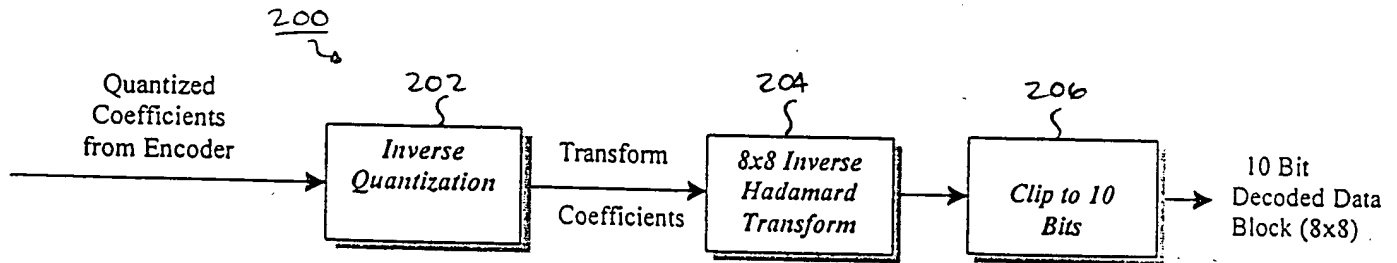 200
202
204
206
Quantized
Coefficients
from Encoder
Inverse
Quantization
Transform
Coefficients
8x8 Inverse
Hadamard
Transform
Clip to 10
Bits
10 Bit
Decoded Data
Block (8x8)